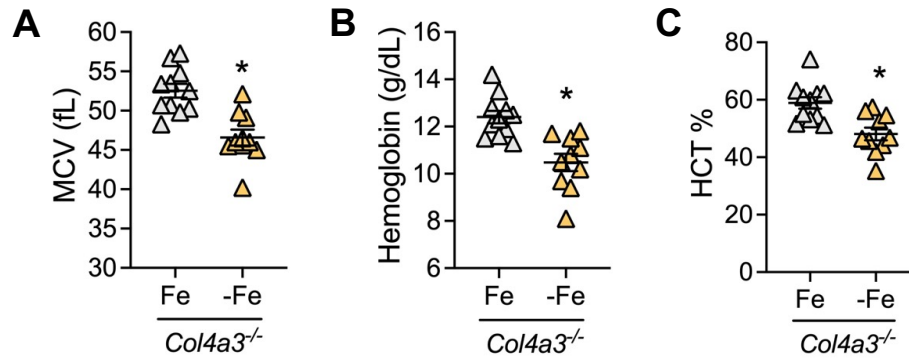 A
MCV (fL)
60
55
50
45
40
35
30
*
Fe -Fe
Col4a3-/-
B
Hemoglobin (g/dL)
16
14
12
10
8
6
*
Fe -Fe
Col4a3-/-
C
HCT %
80
60
40
20
0
*
Fe -Fe
Col4a3-/-